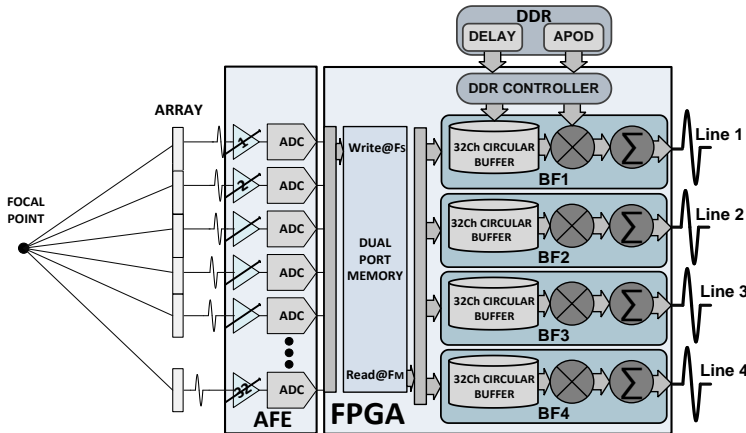 DDR
DELAY APOD
DDR CONTROLLER
ARRAY
FOCAL
POINT
1 ADC
2 ADC
ADC
ADC
ADC
32 ADC
AFE
Write@FS
DUAL
PORT
MEMORY
Read@FM
FPGA
32Ch CIRCULAR
BUFFER
Σ
BF1
Line 1
32Ch CIRCULAR
BUFFER
Σ
BF2
Line 2
32Ch CIRCULAR
BUFFER
Σ
BF3
Line 3
32Ch CIRCULAR
BUFFER
Σ
BF4
Line 4